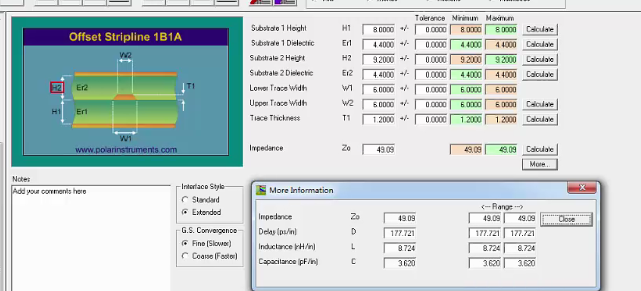 Tolerance Minimum Maximum
Offset Stripline 1B1A
Substrate 1 Height H1 8.0000 +/- 0.0000 8.0000 8.0000 Calculate
Substrate 1 Dielectric Er1 4.4000 +/- 0.0000 4.4000 4.4000 Calculate
Substrate 2 Height H2 9.2000 +/- 0.0000 9.2000 9.2000 Calculate
Substrate 2 Dielectric Er2 4.4000 +/- 0.0000 4.4000 4.4000 Calculate
Lower Trace Width W1 6.0000 +/- 0.0000 6.0000 6.0000
Upper Trace Width W2 6.0000 +/- 0.0000 6.0000 6.0000 Calculate
Trace Thickness T1 1.2000 +/- 0.0000 1.2000 1.2000 Calculate
Impedance Zo 49.09 49.09 49.09 Calculate
More...
W2
H2 Er2 T1
H1 Er1
W1
www.polarinstruments.com
Notes
Add your comments here
Interface Style
Standard
Extended
G.S. Convergence
Fine (Slower)
Coarse (Faster)
More Information
<-- Range -->
Impedance Zo 49.09 49.09 49.09 Close
Delay (ps/in) D 177.721 177.721 177.721
Inductance (nH/in) L 8.724 8.724 8.724
Capacitance (pF/in) C 3.620 3.620 3.620